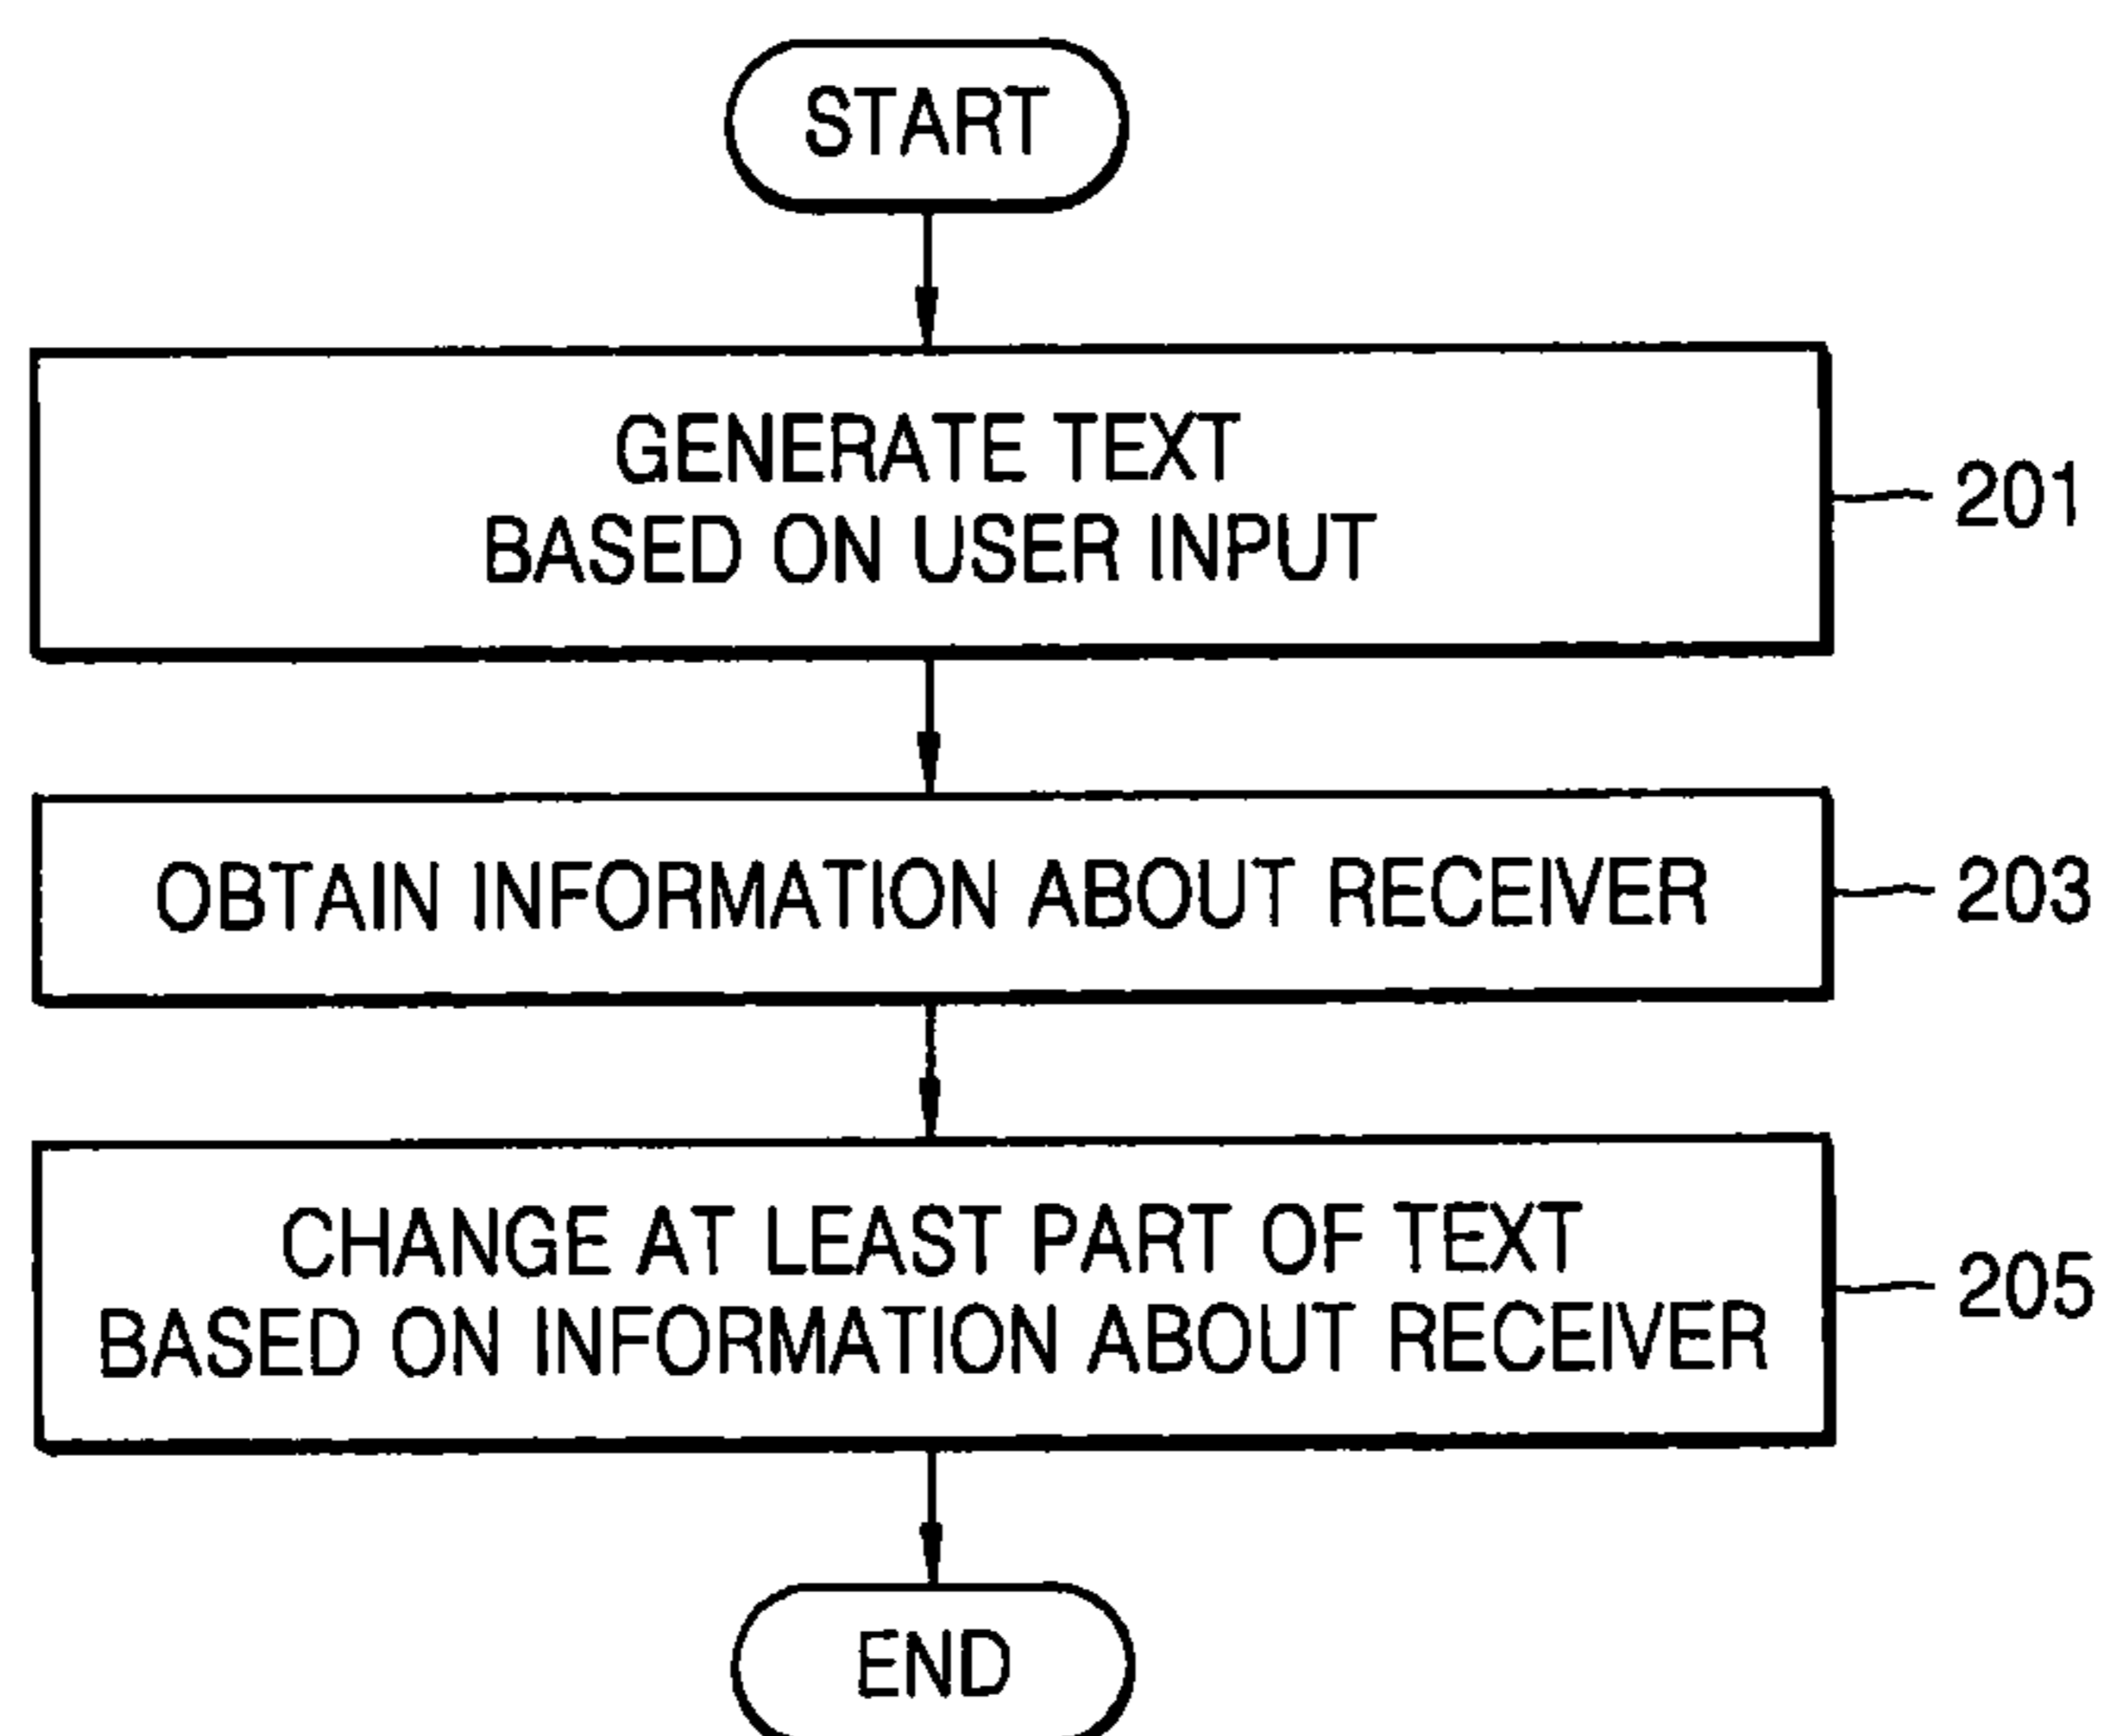 START
GENERATE TEXT
BASED ON USER INPUT
201
OBTAIN INFORMATION ABOUT RECEIVER
203
CHANGE AT LEAST PART OF TEXT
BASED ON INFORMATION ABOUT RECEIVER
205
END